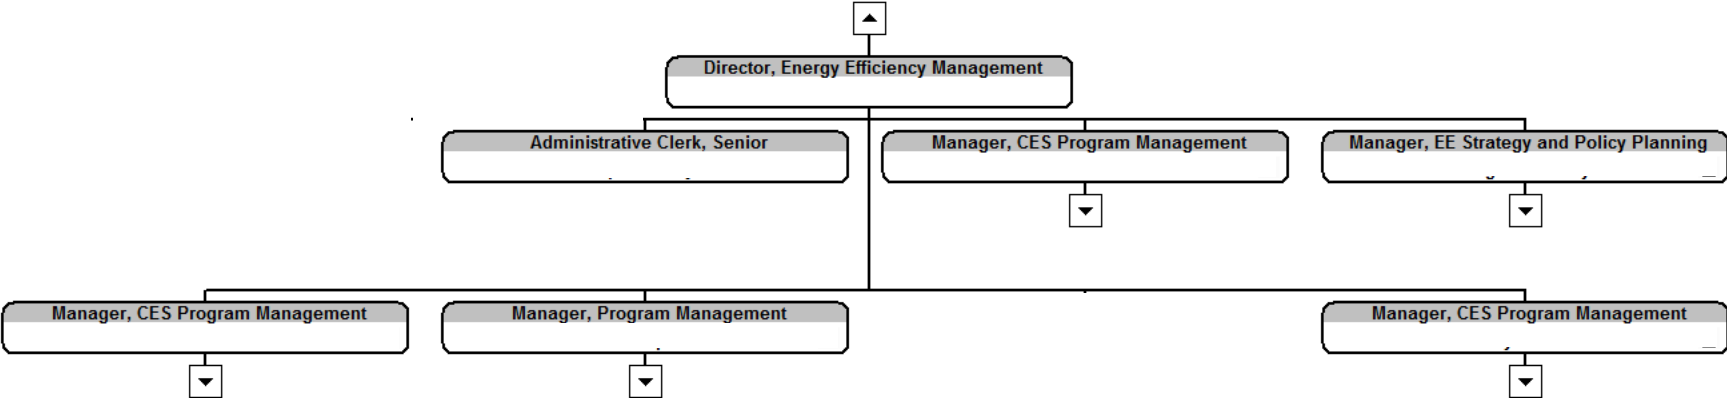 Director, Energy Efficiency Management
Administrative Clerk, Senior
Manager, CES Program Management
Manager, EE Strategy and Policy Planning
Manager, CES Program Management
Manager, Program Management
Manager, CES Program Management